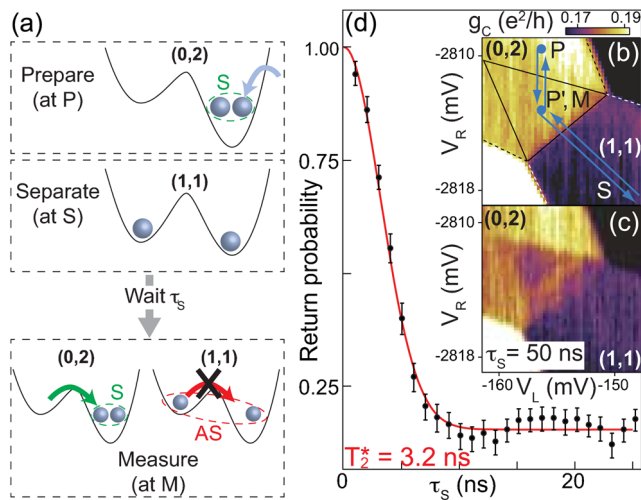 (a)
Prepare
(at P)
(0,2)
S
Separate
(at S)
(1,1)
Wait τS
(0,2)
(1,1)
S
AS
Measure
(at M)
(d)
1.00
0.75
0.25
Return probability
T2* = 3.2 ns
0
20
τS (ns)
gC (e²/h)
0.17
0.19
(b)
-2810
-2818
VR (mV)
(0,2)
P
P', M
(1,1)
S
(c)
-2810
-2818
VR (mV)
(0,2)
(1,1)
τS = 50 ns
-160
-150
VL (mV)